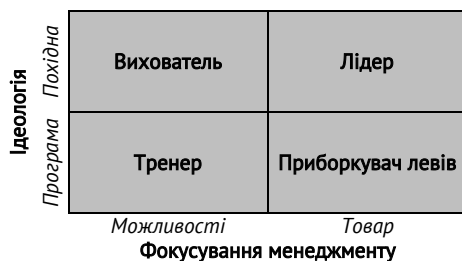 Ідеологія
Похідна
Вихователь
Лідер
Програма
Тренер
Приборкувач левів
Можливості
Товар
Фокусування менеджменту